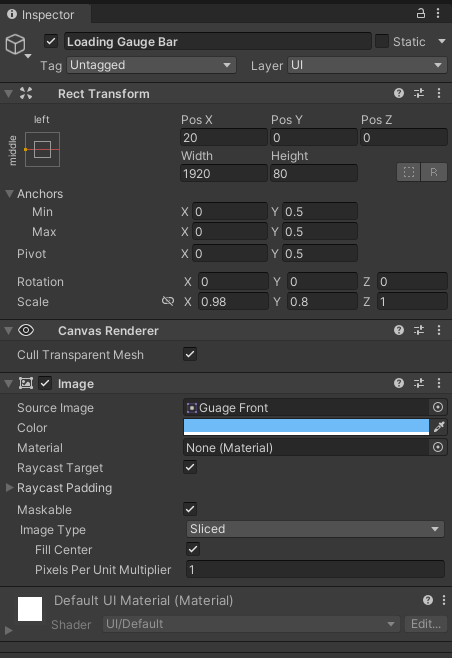 Inspector
Loading Gauge Bar Static
Tag Untagged Layer UI
Rect Transform
left
middle
Pos X Pos Y Pos Z
20 0 0
Width Height
1920 80
R
Anchors
Min X 0 Y 0.5
Max X 0 Y 0.5
Pivot X 0 Y 0.5
Rotation X 0 Y 0 Z 0
Scale X 0.98 Y 0.8 Z 1
Canvas Renderer
Cull Transparent Mesh
Image
Source Image Guage Front
Color
Material None (Material)
Raycast Target
Raycast Padding
Maskable
Image Type Sliced
Fill Center
Pixels Per Unit Multiplier 1
Default UI Material (Material)
Shader UI/Default Edit...